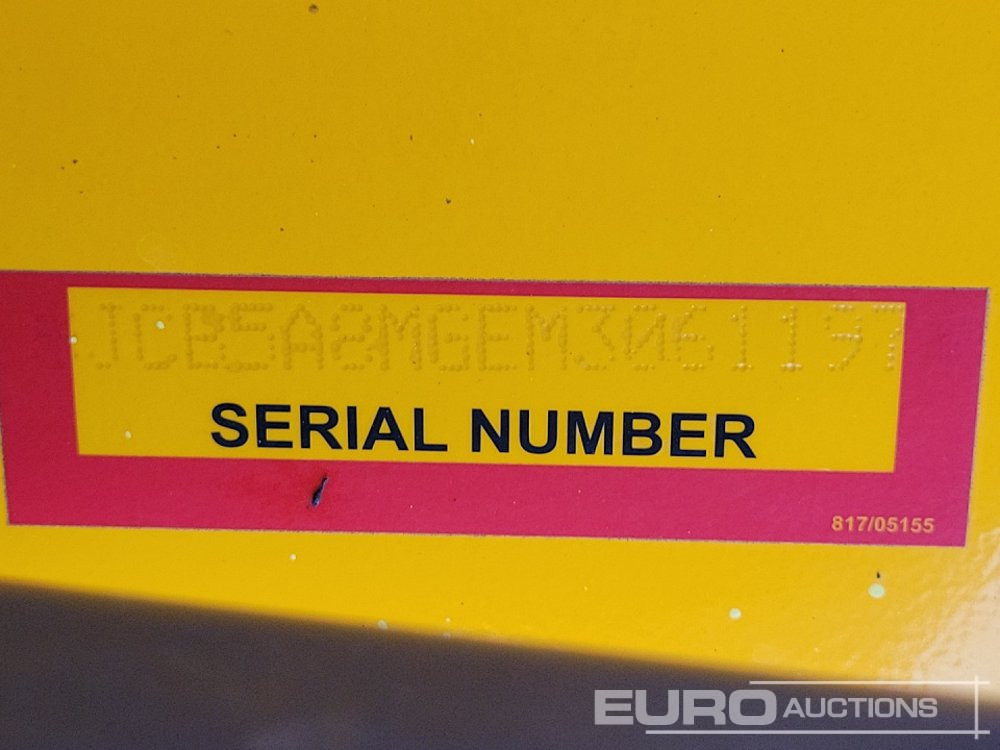 JCB5A8MGEM3061197
SERIAL NUMBER
817/05155
EURO AUCTIONS